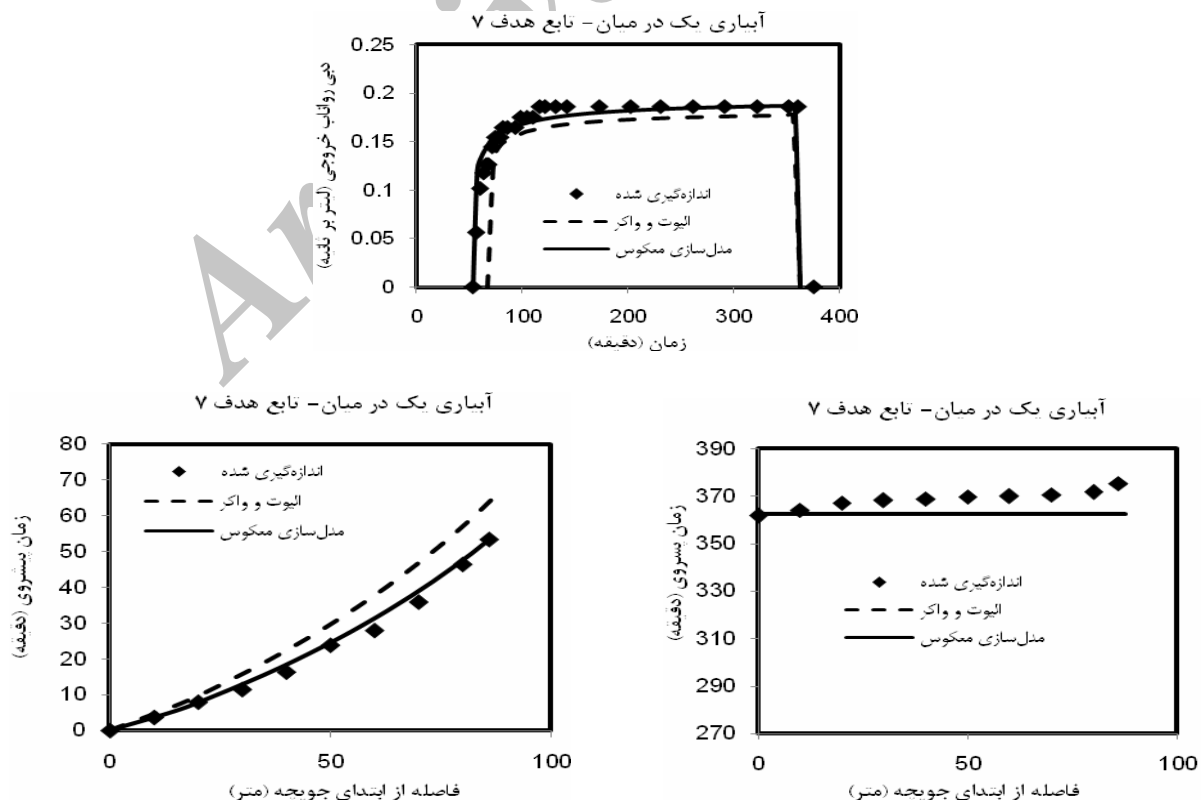 آبیاری یک در میان- تابع هدف ۷
دبی رواناب خروجی (لیتر بر ثانیه)
0.25
0.2
0.15
0.1
0.05
0
اندازه‌گیری شده
الیوت و واکر
مدل‌سازی معکوس
0 100 200 300 400
زمان (دقیقه)
آبیاری یک در میان- تابع هدف ۷
زمان پیشروی (دقیقه)
80
70
60
50
40
30
20
10
0
اندازه‌گیری شده
الیوت و واکر
مدل‌سازی معکوس
0 50 100
فاصله از ابتدای جویچه (متر)
آبیاری یک در میان- تابع هدف ۷
زمان پسروی (دقیقه)
390
370
350
330
310
290
270
اندازه‌گیری شده
الیوت و واکر
مدل‌سازی معکوس
0 50 100
فاصله از ابتدای جویچه (متر)